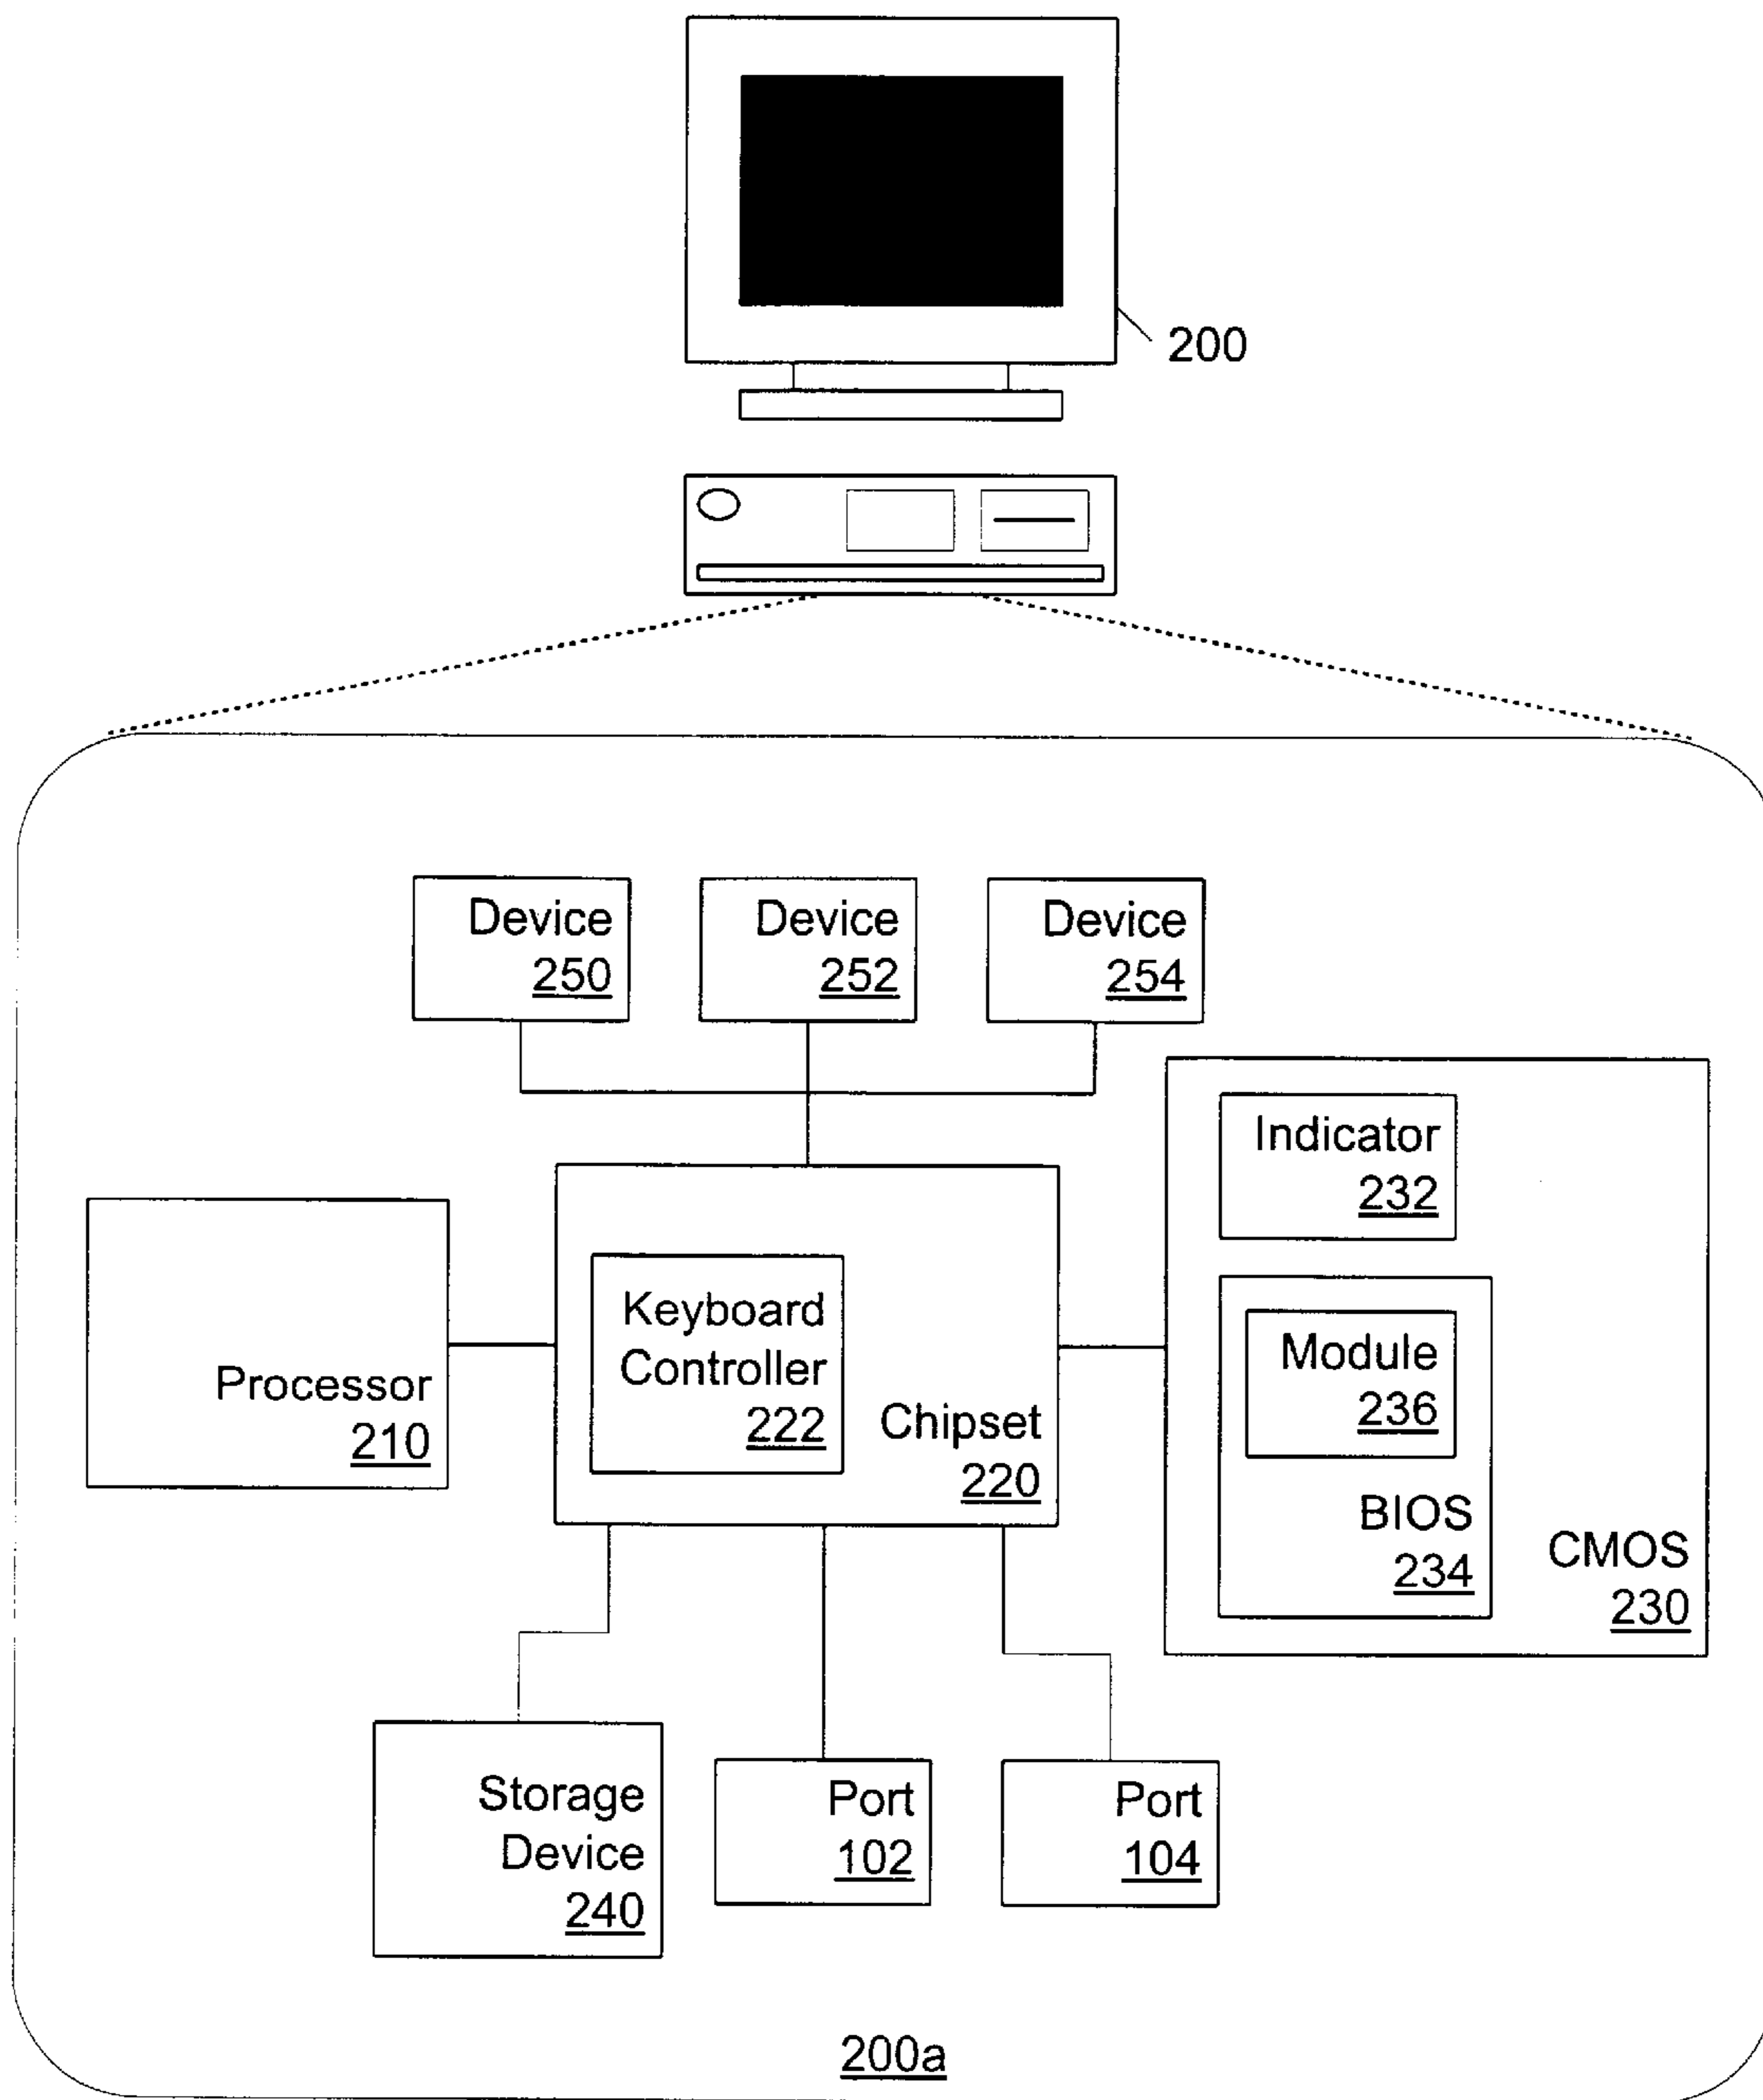 200
Device
250
Device
252
Device
254
Indicator
232
Keyboard
Controller
222
Chipset
220
Processor
210
Module
236
BIOS
234
CMOS
230
Storage
Device
240
Port
102
Port
104
200a